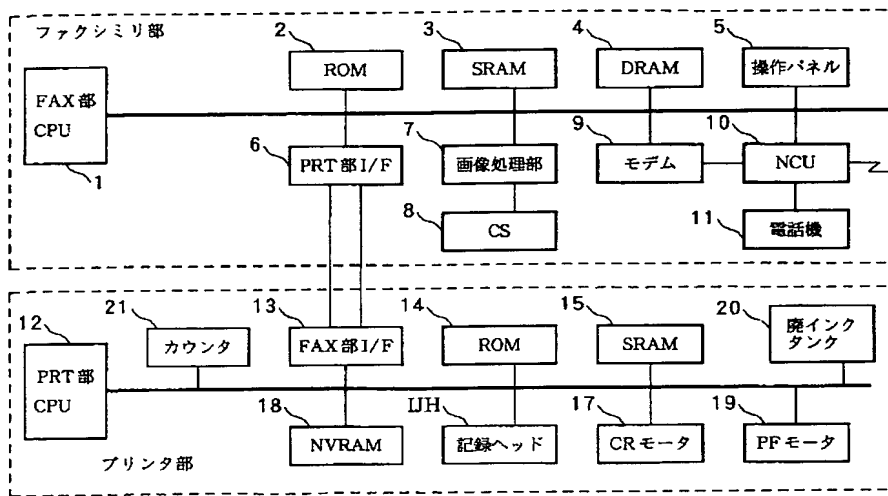 ファクシミリ部
FAX部
CPU
1
2
ROM
3
SRAM
4
DRAM
5
操作パネル
6
PRT部I/F
7
画像処理部
8
CS
9
モデム
10
NCU
11
電話機
12
PRT部
CPU
21
カウンタ
13
FAX部I/F
14
ROM
15
SRAM
20
廃インク
タンク
18
NVRAM
IJH
記録ヘッド
17
CRモータ
19
PFモータ
プリンタ部